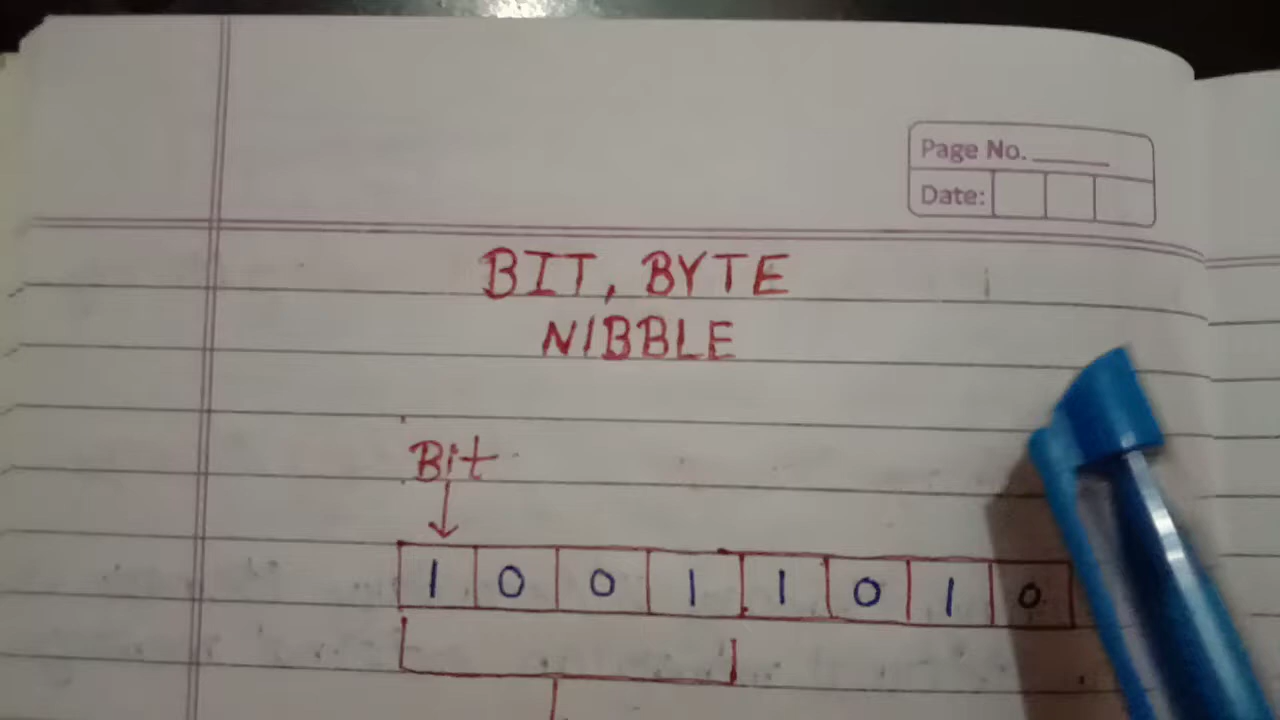 Page No.
Date:
BIT, BYTE
NIBBLE
Bit
1 0 0 1 1 0 1 0